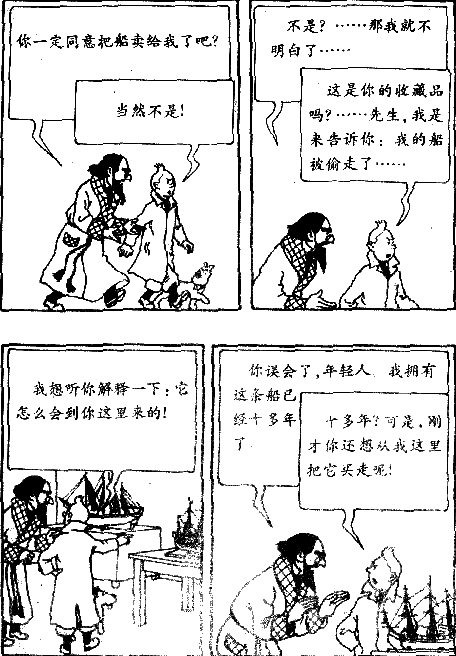 你一定同意把船卖给我了吧?
当然不是!
不是?……那我就不
明白了……
这是你的收藏品
吗?……先生,我是
来告诉你:我的船
被偷走了……
我想听你解释一下:它
怎么会到你这里来的!
你误会了,年轻人 我拥有
这条船已
经十多年
了
十多年?可是,刚
才你还想从我这里
把它买走呢!